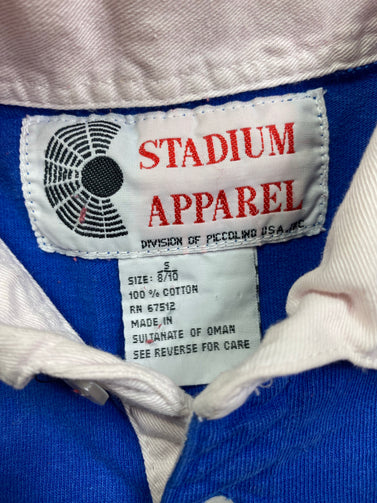 STADIUM
APPAREL
DIVISION OF PICCOLINO USA, INC.
S
SIZE: 8/10
100 % COTTON
RN 67512
MADE IN
SULTANATE OF OMAN
SEE REVERSE FOR CARE